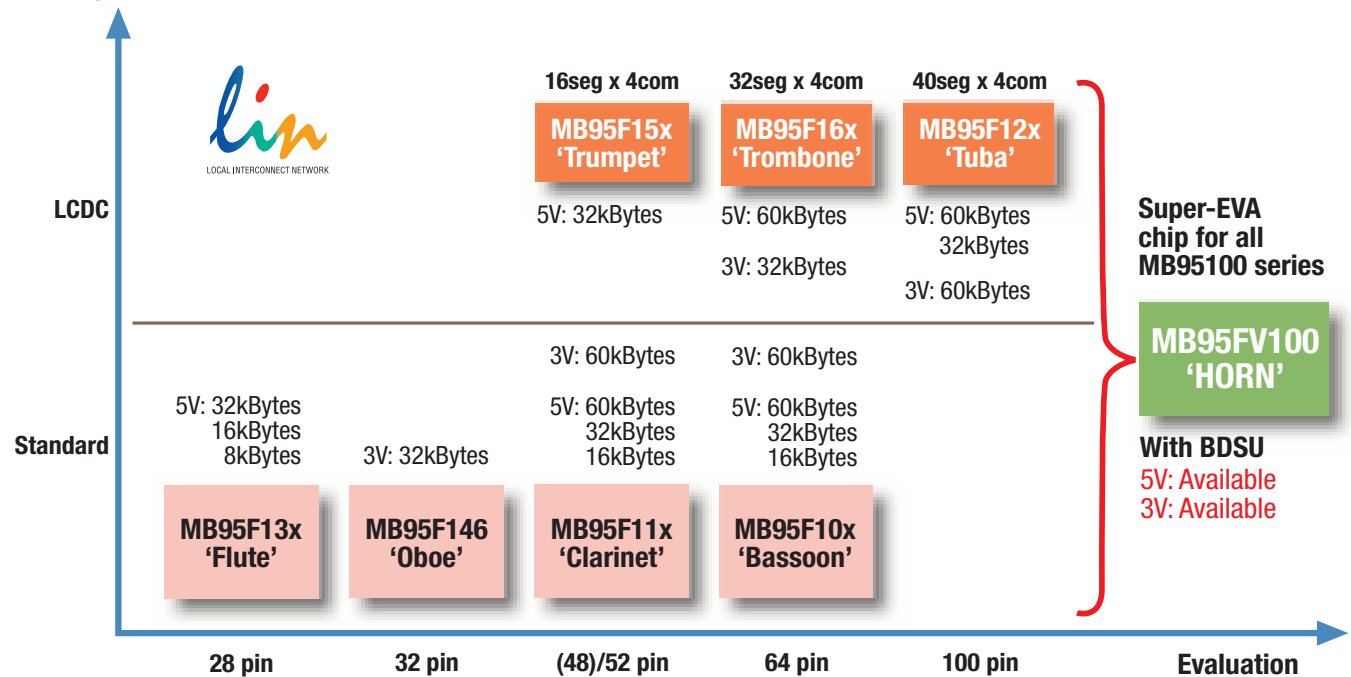 lin
LOCAL INTERCONNECT NETWORK
LCDC
16seg x 4com
MB95F15x
‘Trumpet’
5V: 32kBytes
32seg x 4com
MB95F16x
‘Trombone’
5V: 60kBytes
3V: 32kBytes
40seg x 4com
MB95F12x
‘Tuba’
5V: 60kBytes
32kBytes
3V: 60kBytes
Standard
5V: 32kBytes
16kBytes
8kBytes
MB95F13x
‘Flute’
3V: 32kBytes
MB95F146
‘Oboe’
3V: 60kBytes
5V: 60kBytes
32kBytes
16kBytes
MB95F11x
‘Clarinet’
3V: 60kBytes
5V: 60kBytes
32kBytes
16kBytes
MB95F10x
‘Bassoon’
Super-EVA
chip for all
MB95100 series
MB95FV100
‘HORN’
With BDSU
5V: Available
3V: Available
28 pin
32 pin
(48)/52 pin
64 pin
100 pin
Evaluation